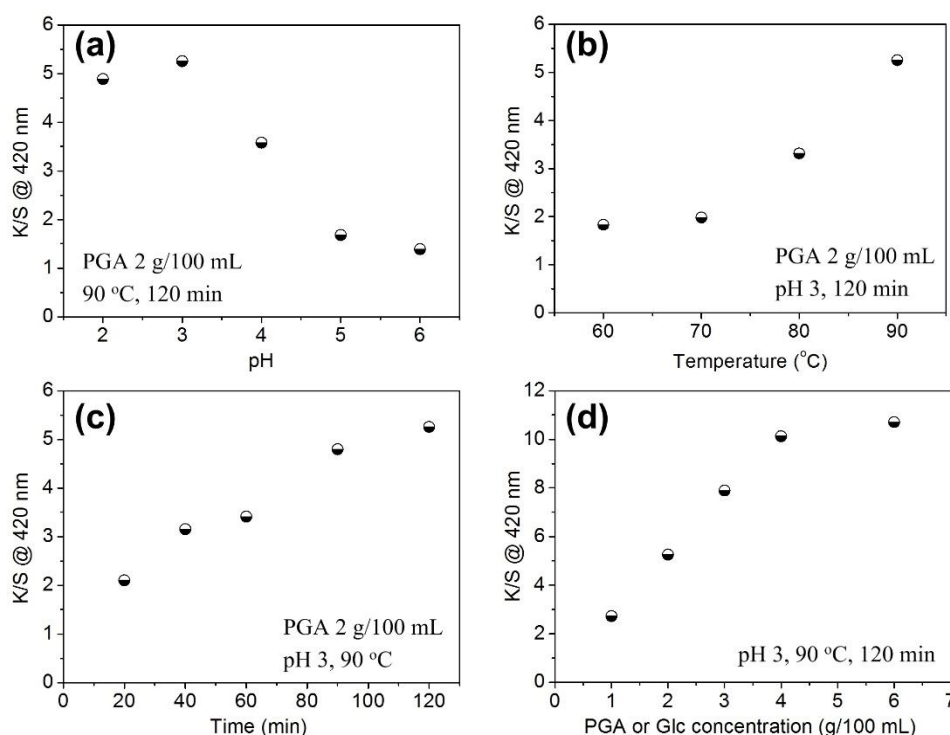 (a)
6
5
4
3
2
1
0
K/S @ 420 nm
PGA 2 g/100 mL
90 °C, 120 min
2 3 4 5 6
pH
(b)
6
5
4
3
2
1
0
K/S @ 420 nm
PGA 2 g/100 mL
pH 3, 120 min
60 70 80 90
Temperature (°C)
(c)
6
5
4
3
2
1
0
K/S @ 420 nm
PGA 2 g/100 mL
pH 3, 90 °C
0 20 40 60 80 100 120
Time (min)
(d)
12
10
8
6
4
2
0
K/S @ 420 nm
pH 3, 90 °C, 120 min
0 1 2 3 4 5 6 7
PGA or Glc concentration (g/100 mL)